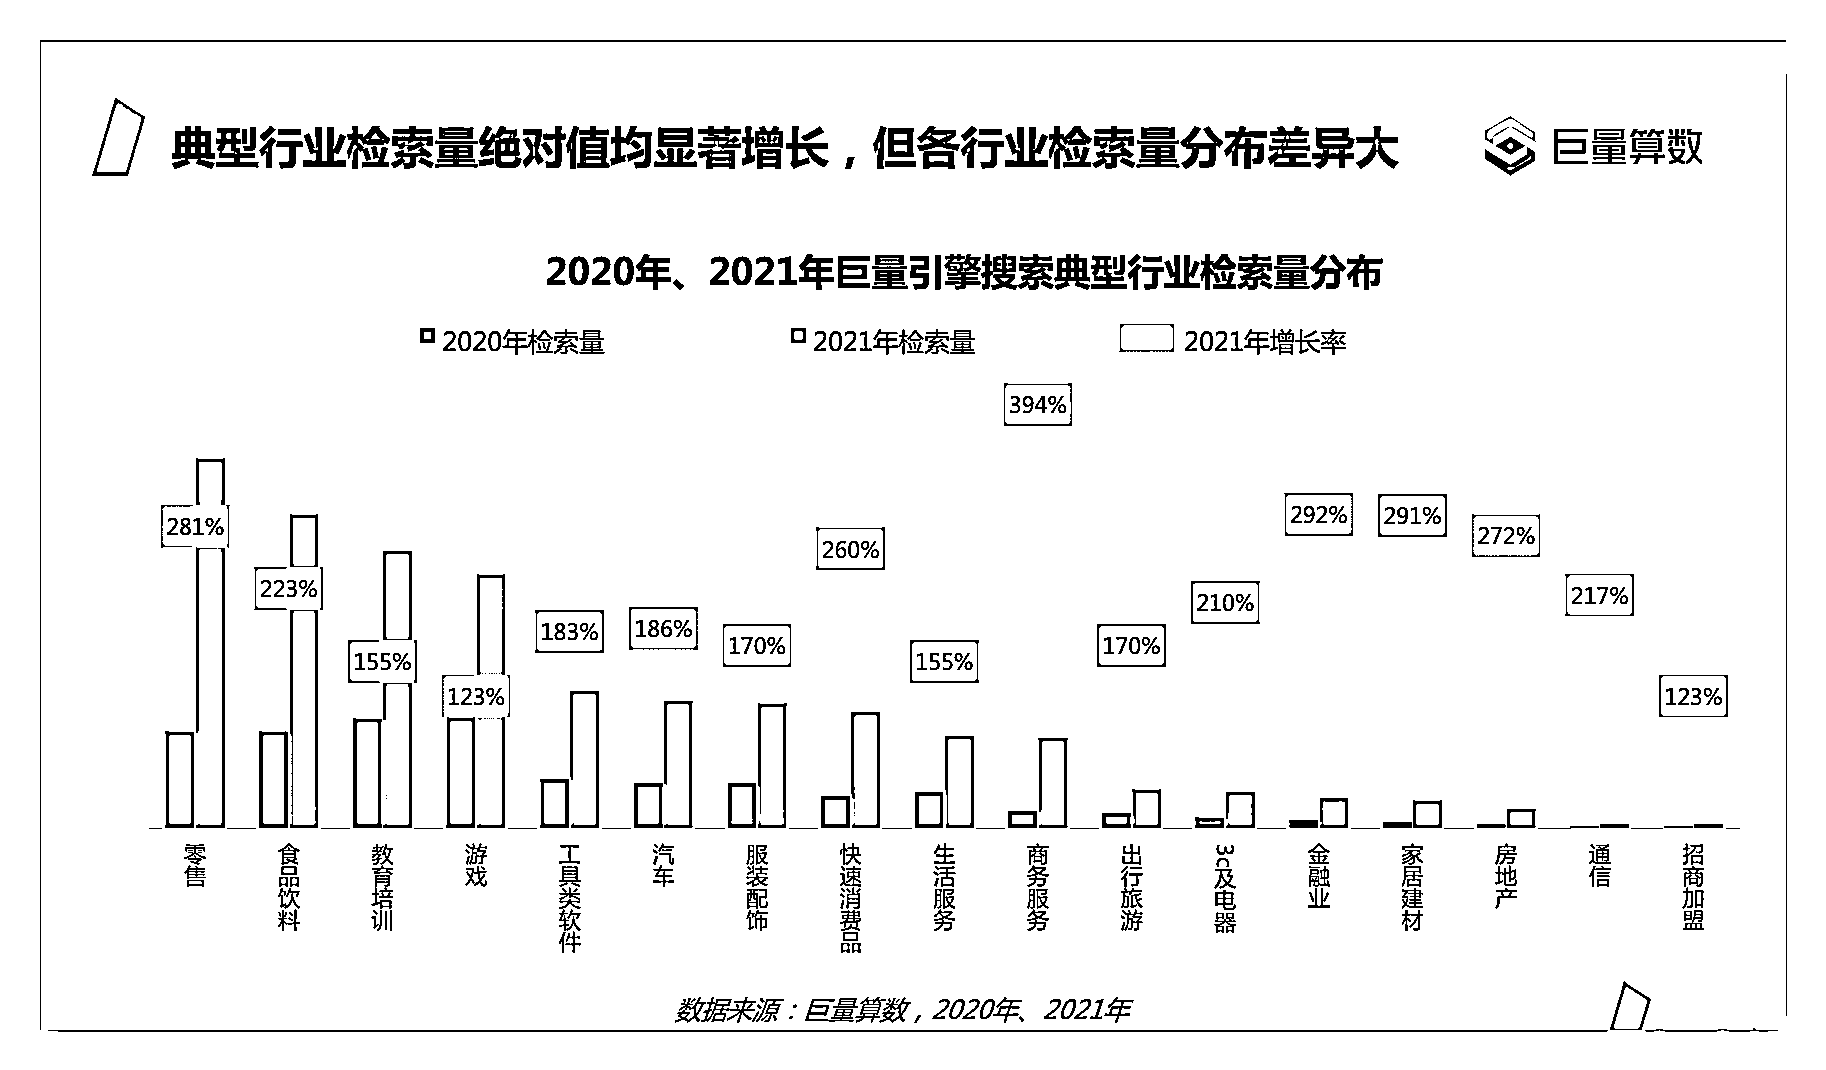 典型行业检索量绝对值均显著增长，但各行业检索量分布差异大
巨量算数
2020年、2021年巨量引擎搜索典型行业检索量分布
2020年检索量
2021年检索量
2021年增长率
281%
223%
155%
123%
183%
186%
170%
260%
155%
394%
170%
210%
292%
291%
272%
217%
123%
零售
食品饮料
教育培训
游戏
工具类软件
汽车
服装配饰
快速消费品
生活服务
商务服务
出行旅游
3c及电器
金融业
家居建材
房地产
通信
招商加盟
数据来源：巨量算数，2020年、2021年